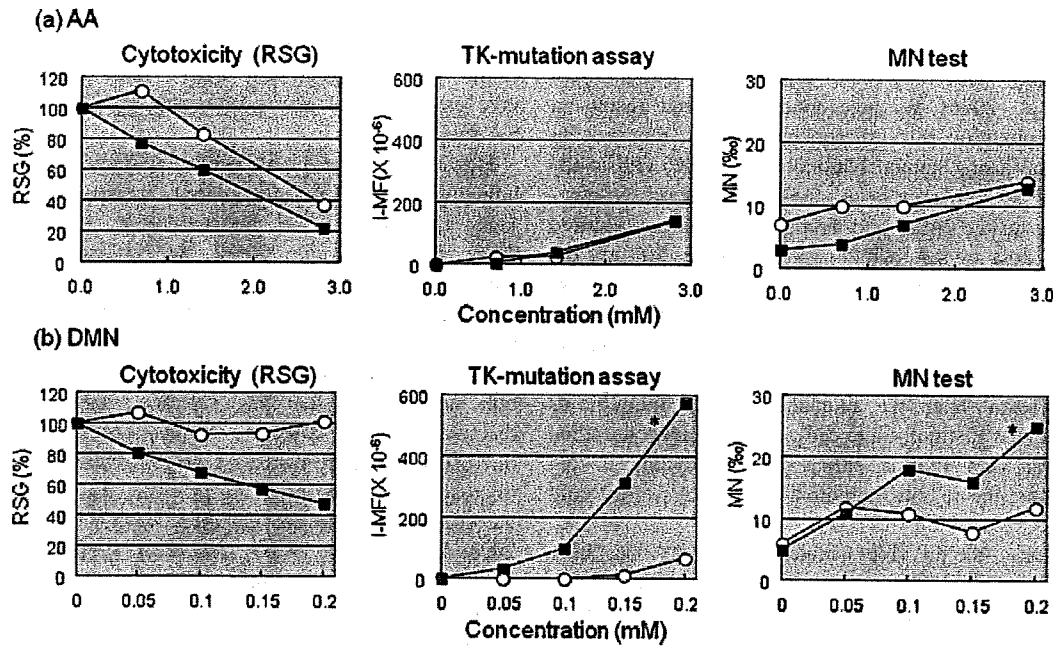 (a) AA
Cytotoxicity (RSG)
TK-mutation assay
MN test
RSG (%)
120
100
80
60
40
20
0
0.0 1.0 2.0 3.0
I-MF(X 10⁻⁶)
600
400
200
0
0.0 1.0 2.0 3.0
MN (‰)
30
20
10
0
0.0 1.0 2.0 3.0
Concentration (mM)
(b) DMN
Cytotoxicity (RSG)
TK-mutation assay
MN test
RSG (%)
120
100
80
60
40
20
0
0 0.05 0.1 0.15 0.2
I-MF(X 10⁻⁶)
600
400
200
0
*
0 0.05 0.1 0.15 0.2
MN (‰)
30
20
10
0
*
0 0.05 0.1 0.15 0.2
Concentration (mM)